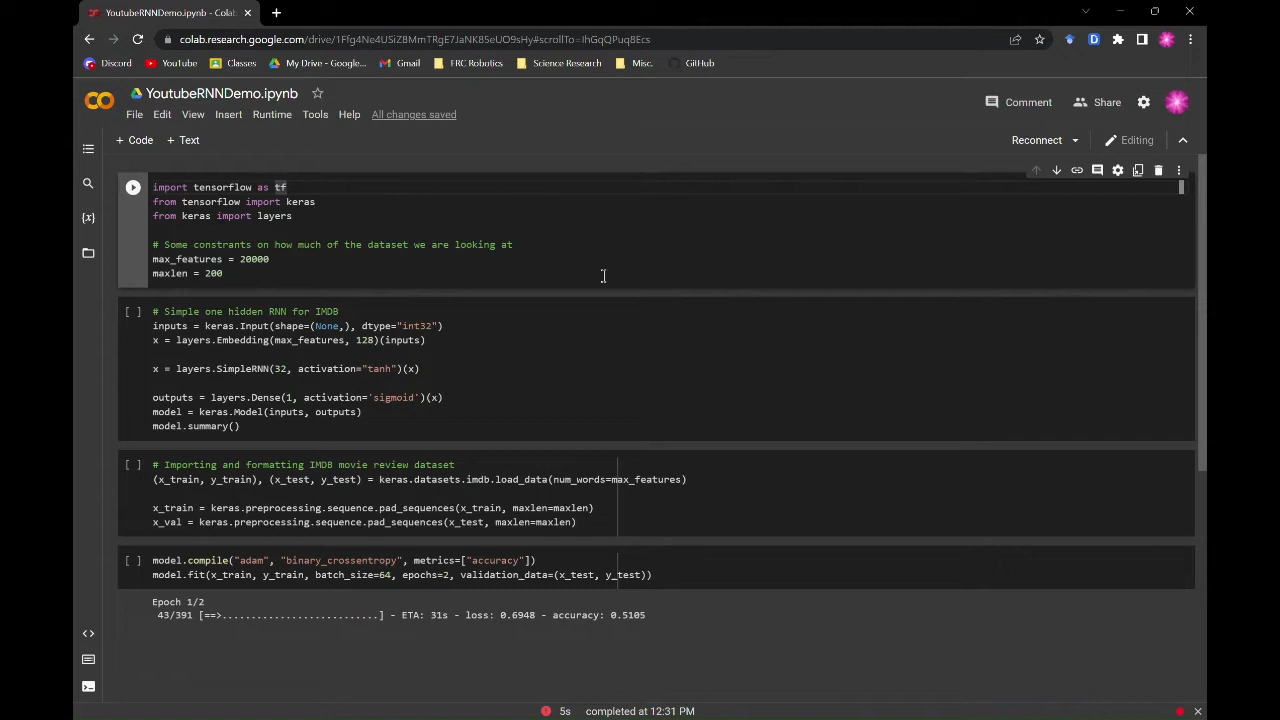 YoutubeRNNDemo.ipynb - Colab
colab.research.google.com/drive/1Ffg4Ne4USiZBMmTRgE7JaNK85eUO9sHy#scrollTo=IhGqQPuq8Ecs
Discord YouTube Classes My Drive - Google... Gmail FRC Robotics Science Research Misc. GitHub
YoutubeRNNDemo.ipynb
File Edit View Insert Runtime Tools Help All changes saved
Comment Share
+ Code + Text
Reconnect Editing
import tensorflow as tf
from tensorflow import keras
from keras import layers
# Some constrants on how much of the dataset we are looking at
max_features = 20000
maxlen = 200
[ ] # Simple one hidden RNN for IMDB
inputs = keras.Input(shape=(None,), dtype="int32")
x = layers.Embedding(max_features, 128)(inputs)
x = layers.SimpleRNN(32, activation="tanh")(x)
outputs = layers.Dense(1, activation='sigmoid')(x)
model = keras.Model(inputs, outputs)
model.summary()
[ ] # Importing and formatting IMDB movie review dataset
(x_train, y_train), (x_test, y_test) = keras.datasets.imdb.load_data(num_words=max_features)
x_train = keras.preprocessing.sequence.pad_sequences(x_train, maxlen=maxlen)
x_val = keras.preprocessing.sequence.pad_sequences(x_test, maxlen=maxlen)
[ ] model.compile("adam", "binary_crossentropy", metrics=["accuracy"])
model.fit(x_train, y_train, batch_size=64, epochs=2, validation_data=(x_test, y_test))
Epoch 1/2
43/391 [==>...........................] - ETA: 31s - loss: 0.6948 - accuracy: 0.5105
5s completed at 12:31 PM